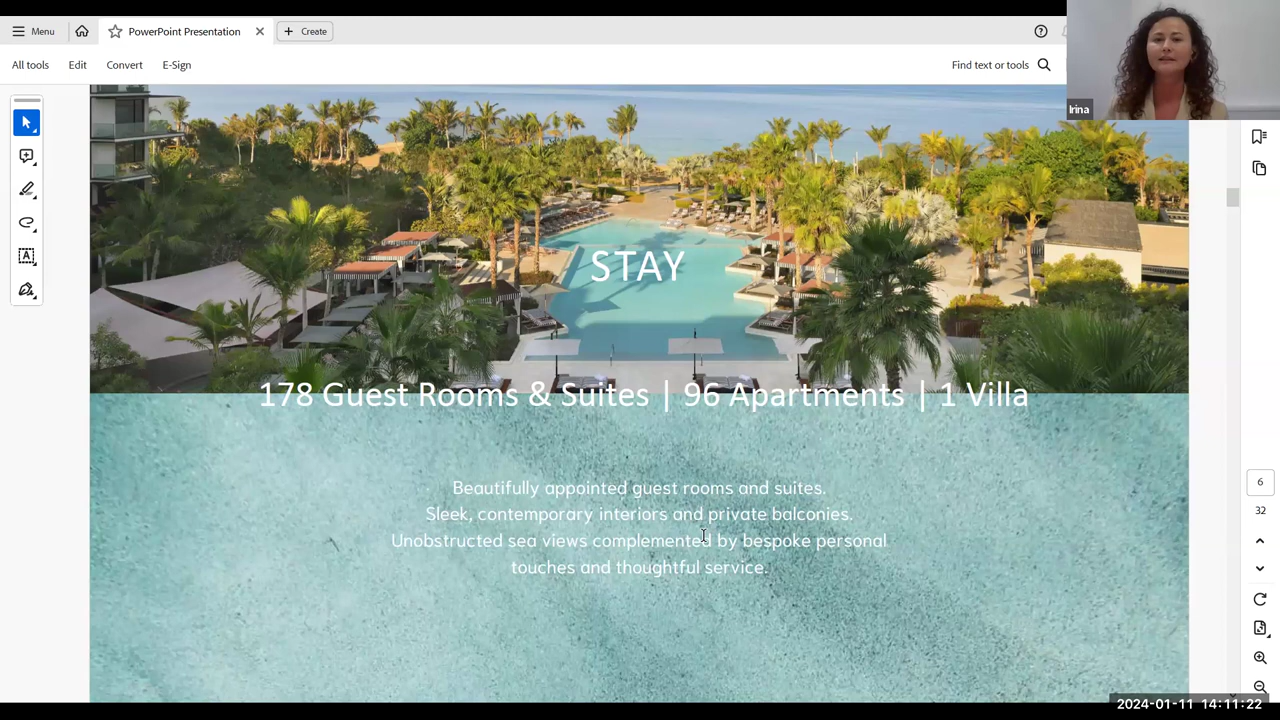 Menu
PowerPoint Presentation
Create
All tools
Edit
Convert
E-Sign
Find text or tools
Irina
STAY
178 Guest Rooms & Suites | 96 Apartments | 1 Villa
Beautifully appointed guest rooms and suites.
Sleek, contemporary interiors and private balconies.
Unobstructed sea views complemented by bespoke personal
touches and thoughtful service.
6
32
2024-01-11 14:11:22